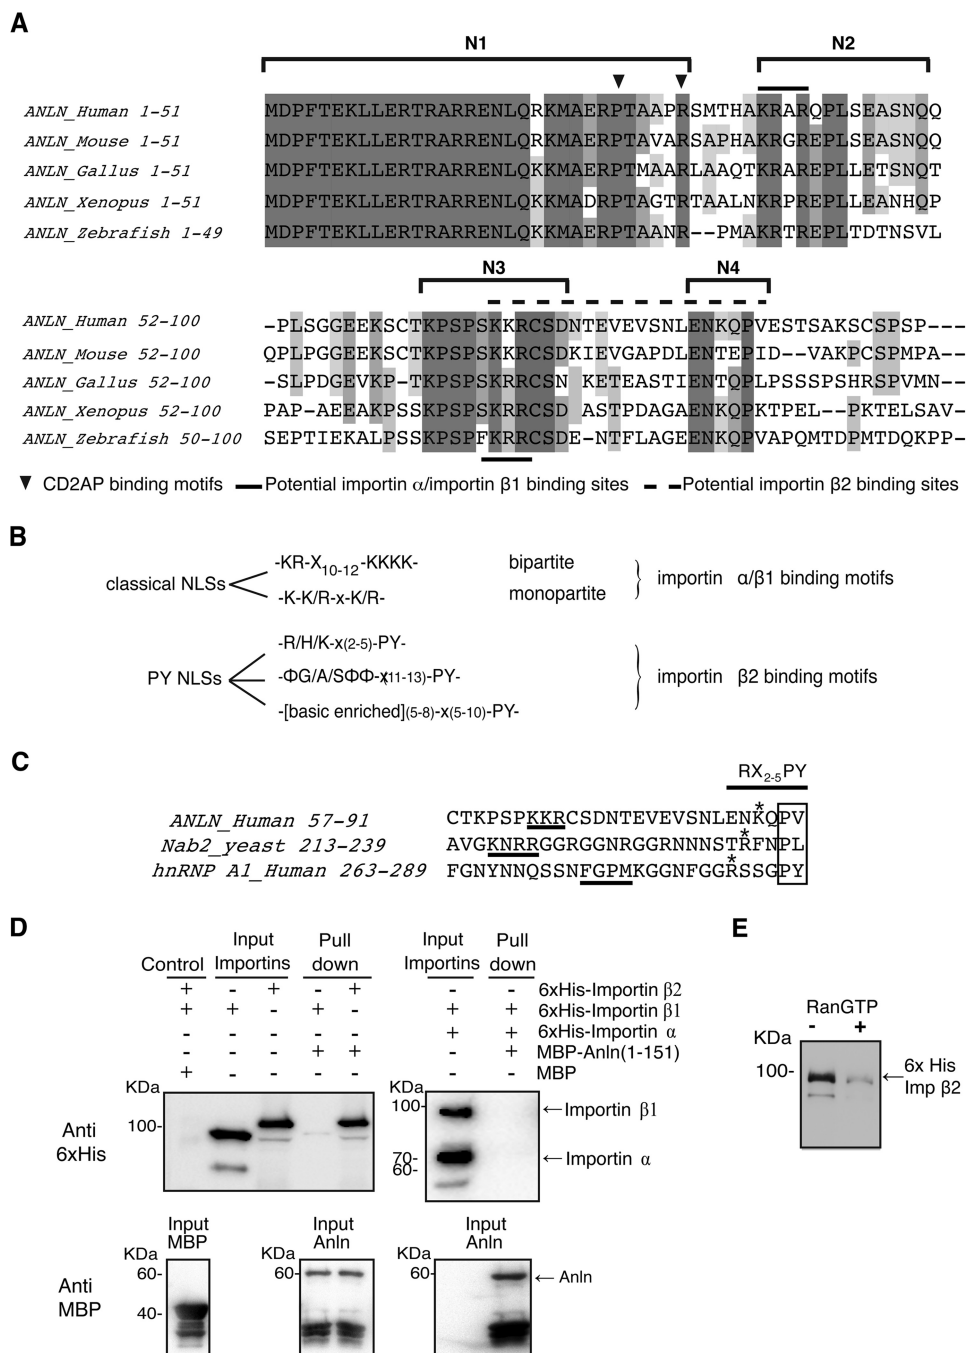 A
N1 N2
ANLN_Human 1-51 MDPFTEKLLERTRARRENLQRKMAERPTAAPRSMTHAKRARQPLSEASNQQ
ANLN_Mouse 1-51 MDPFTEKLLERTRARRENLQRKMAERPTAVARSAPHAKRGREPLSEASNQQ
ANLN_Gallus 1-51 MDPFTEKLLERTRARRENLQKKMAERPTMAARLAAQTKRAREPLLETSNQT
ANLN_Xenopus 1-51 MDPFTEKLLERTRARRENLQKKMADRPTAGTRTAALNKRPREPLLEANHQP
ANLN_Zebrafish 1-49 MDPFTEKLLERTRARRENLQKKMAERPTAANR--PMAKRTREPLTDTNSVL
N3 N4
ANLN_Human 52-100 -PLSGGEEKSCTKPSPSKKRCSDNTEVEVSNLENKQPVESTSAKSCSPSP---
ANLN_Mouse 52-100 QPLPGGEEKSCTKPSPSKKRCSDKIEVGAPDLENTEPID--VAKPCSPMPA--
ANLN_Gallus 52-100 -SLPDGEVKP-TKPSPSKKRCSN-KETEASTIENTQPLPSSSPSHRSPVMN--
ANLN_Xenopus 52-100 PAP-AEEAKPSSKPSPSKRRCSD-ASTPDAGAENKQPKTPEL--PKTELSAV-
ANLN_Zebrafish 50-100 SEPTIEKALPSSKPSPFKRRCSDE-NTFLAGEENKQPVAPQMTDPMTDQKPP-
▼ CD2AP binding motifs Potential importin α/importin β1 binding sites Potential importin β2 binding sites
B
classical NLSs
-KR-X10-12-KKKK- bipartite
-K-K/R-x-K/R- monopartite
importin α/β1 binding motifs
PY NLSs
-R/H/K-x(2-5)-PY-
-ΦG/A/SΦΦ-x(11-13)-PY-
-[basic enriched](5-8)-x(5-10)-PY-
importin β2 binding motifs
C
RX2-5PY
ANLN_Human 57-91 CTKPSPKKRCSDNTEVEVSNLENKQPV
*
Nab2_yeast 213-239 AVGKNRRGGRGGNRGGRNNNSTRFNPL
*
hnRNP A1_Human 263-289 FGNYNNQSSNFGPMKGGNFGGRSSGPY
*
D
Control Input Importins Pull down Input Importins Pull down
+ - + - + - - 6xHis-Importin β2
+ + - + - + + 6xHis-Importin β1
- - - - - + + 6xHis-Importin α
- - - + + - + MBP-Anln(1-151)
+ - - - - - - MBP
Anti 6xHis
KDa
100-
KDa
100-
70-
60-
← Importin β1
← Importin α
Anti MBP
Input MBP
KDa
60-
40-
Input Anln
KDa
60-
Input Anln
KDa
60-
← Anln
E
RanGTP
- +
KDa
100-
← 6x His
Imp β2